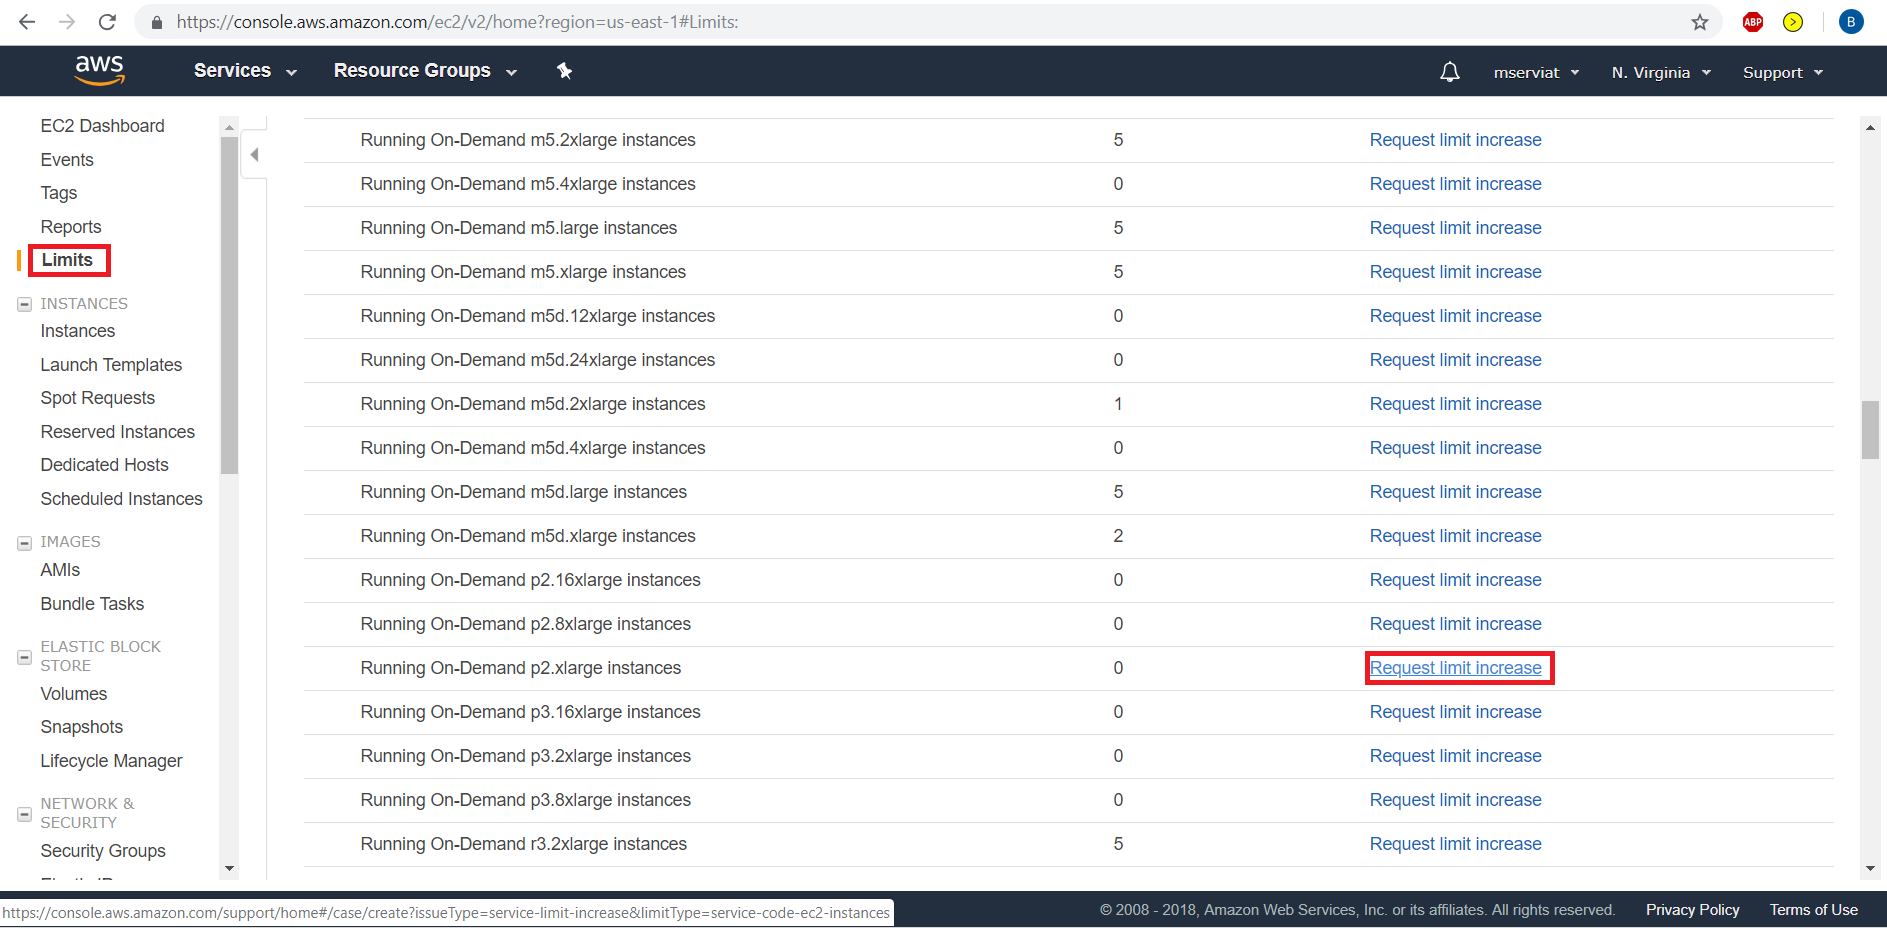 https://console.aws.amazon.com/ec2/v2/home?region=us-east-1#Limits:
ABP
B
aws
Services
Resource Groups
mserviat
N. Virginia
Support
EC2 Dashboard
Events
Tags
Reports
Limits
INSTANCES
Instances
Launch Templates
Spot Requests
Reserved Instances
Dedicated Hosts
Scheduled Instances
IMAGES
AMIs
Bundle Tasks
ELASTIC BLOCK
STORE
Volumes
Snapshots
Lifecycle Manager
NETWORK &
SECURITY
Security Groups
Running On-Demand m5.2xlarge instances 5 Request limit increase
Running On-Demand m5.4xlarge instances 0 Request limit increase
Running On-Demand m5.large instances 5 Request limit increase
Running On-Demand m5.xlarge instances 5 Request limit increase
Running On-Demand m5d.12xlarge instances 0 Request limit increase
Running On-Demand m5d.24xlarge instances 0 Request limit increase
Running On-Demand m5d.2xlarge instances 1 Request limit increase
Running On-Demand m5d.4xlarge instances 0 Request limit increase
Running On-Demand m5d.large instances 5 Request limit increase
Running On-Demand m5d.xlarge instances 2 Request limit increase
Running On-Demand p2.16xlarge instances 0 Request limit increase
Running On-Demand p2.8xlarge instances 0 Request limit increase
Running On-Demand p2.xlarge instances 0 Request limit increase
Running On-Demand p3.16xlarge instances 0 Request limit increase
Running On-Demand p3.2xlarge instances 0 Request limit increase
Running On-Demand p3.8xlarge instances 0 Request limit increase
Running On-Demand r3.2xlarge instances 5 Request limit increase
https://console.aws.amazon.com/support/home#/case/create?issueType=service-limit-increase&limitType=service-code-ec2-instances
© 2008 - 2018, Amazon Web Services, Inc. or its affiliates. All rights reserved.
Privacy Policy
Terms of Use